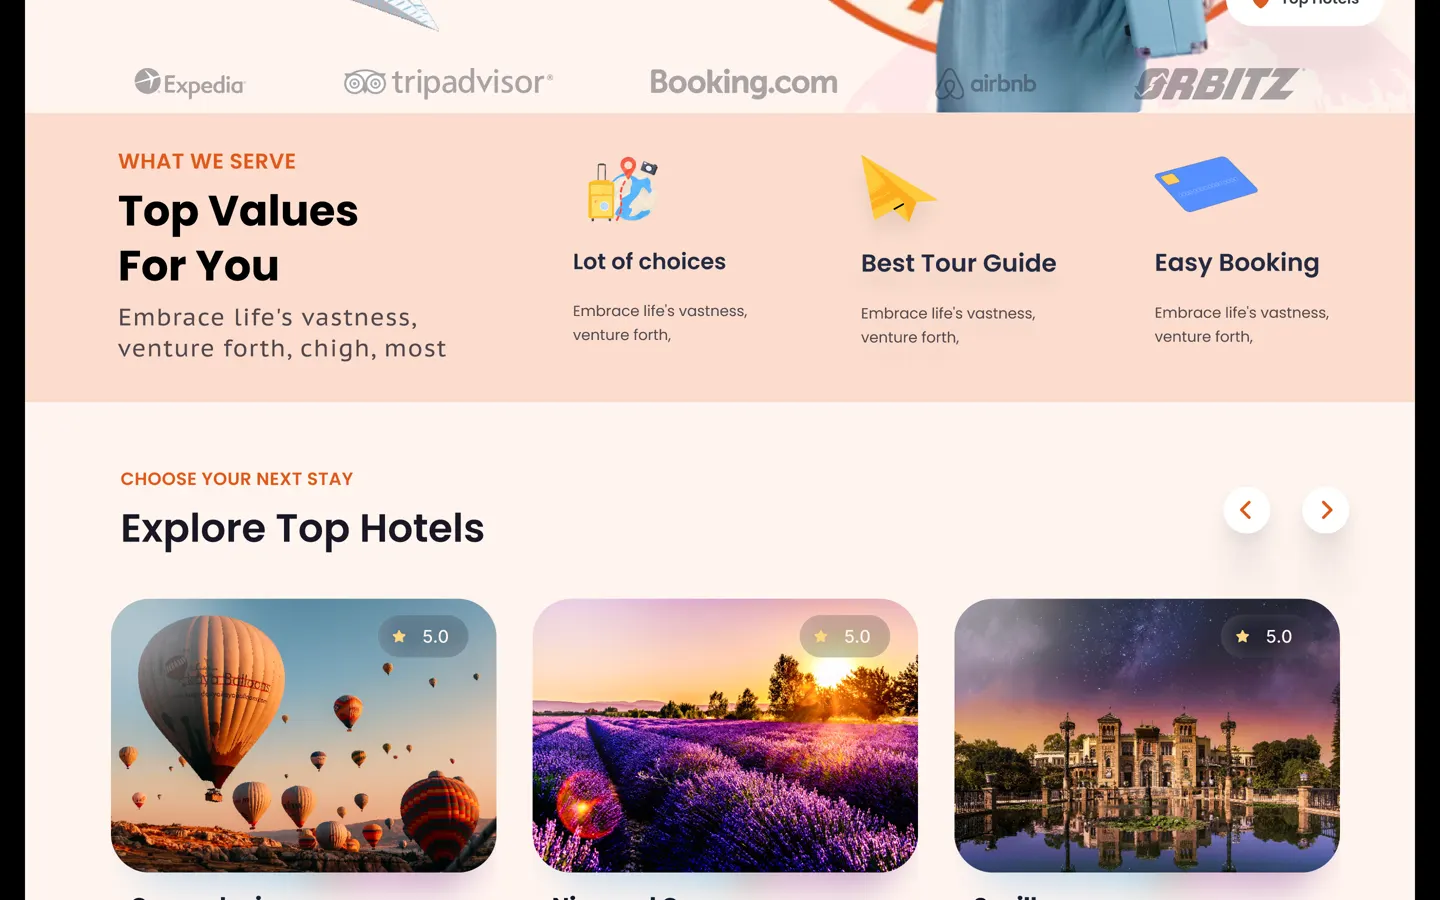 Top Hotels
Expedia
tripadvisor®
Booking.com
airbnb
ORBITZ
WHAT WE SERVE
Top Values
For You
Embrace life's vastness,
venture forth, chigh, most
Lot of choices
Embrace life's vastness,
venture forth,
Best Tour Guide
Embrace life's vastness,
venture forth,
Easy Booking
Embrace life's vastness,
venture forth,
CHOOSE YOUR NEXT STAY
Explore Top Hotels
5.0
5.0
5.0